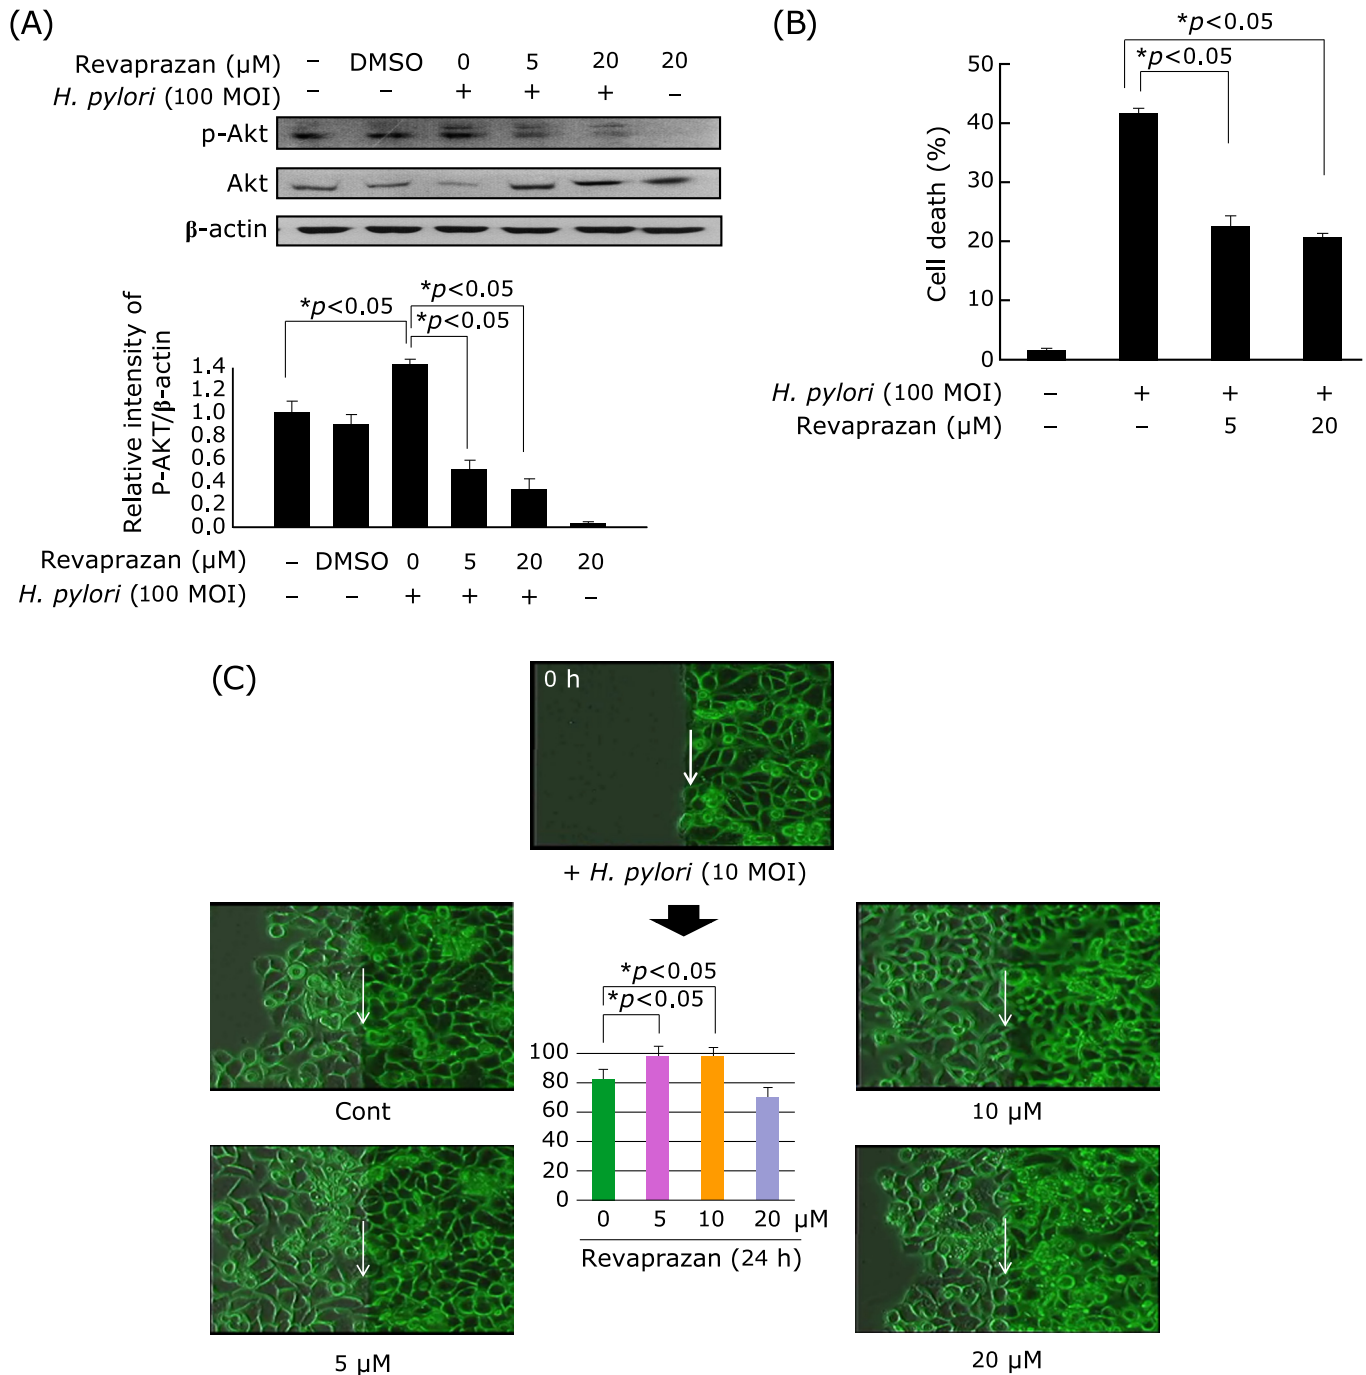 (A)
Revaprazan (μM) – DMSO 0 5 20 20
H. pylori (100 MOI) – – + + + –
p-Akt
Akt
β-actin
*p<0.05
*p<0.05
*p<0.05
Relative intensity of
P-AKT/β-actin
1.4
1.2
1.0
0.8
0.6
0.4
0.2
0.0
Revaprazan (μM) – DMSO 0 5 20 20
H. pylori (100 MOI) – – + + + –
(B)
*p<0.05
*p<0.05
Cell death (%)
50
40
30
20
10
0
H. pylori (100 MOI) – + + +
Revaprazan (μM) – – 5 20
(C)
0 h
+ H. pylori (10 MOI)
Cont
5 μM
*p<0.05
*p<0.05
100
80
60
40
20
0
0 5 10 20 μM
Revaprazan (24 h)
10 μM
20 μM